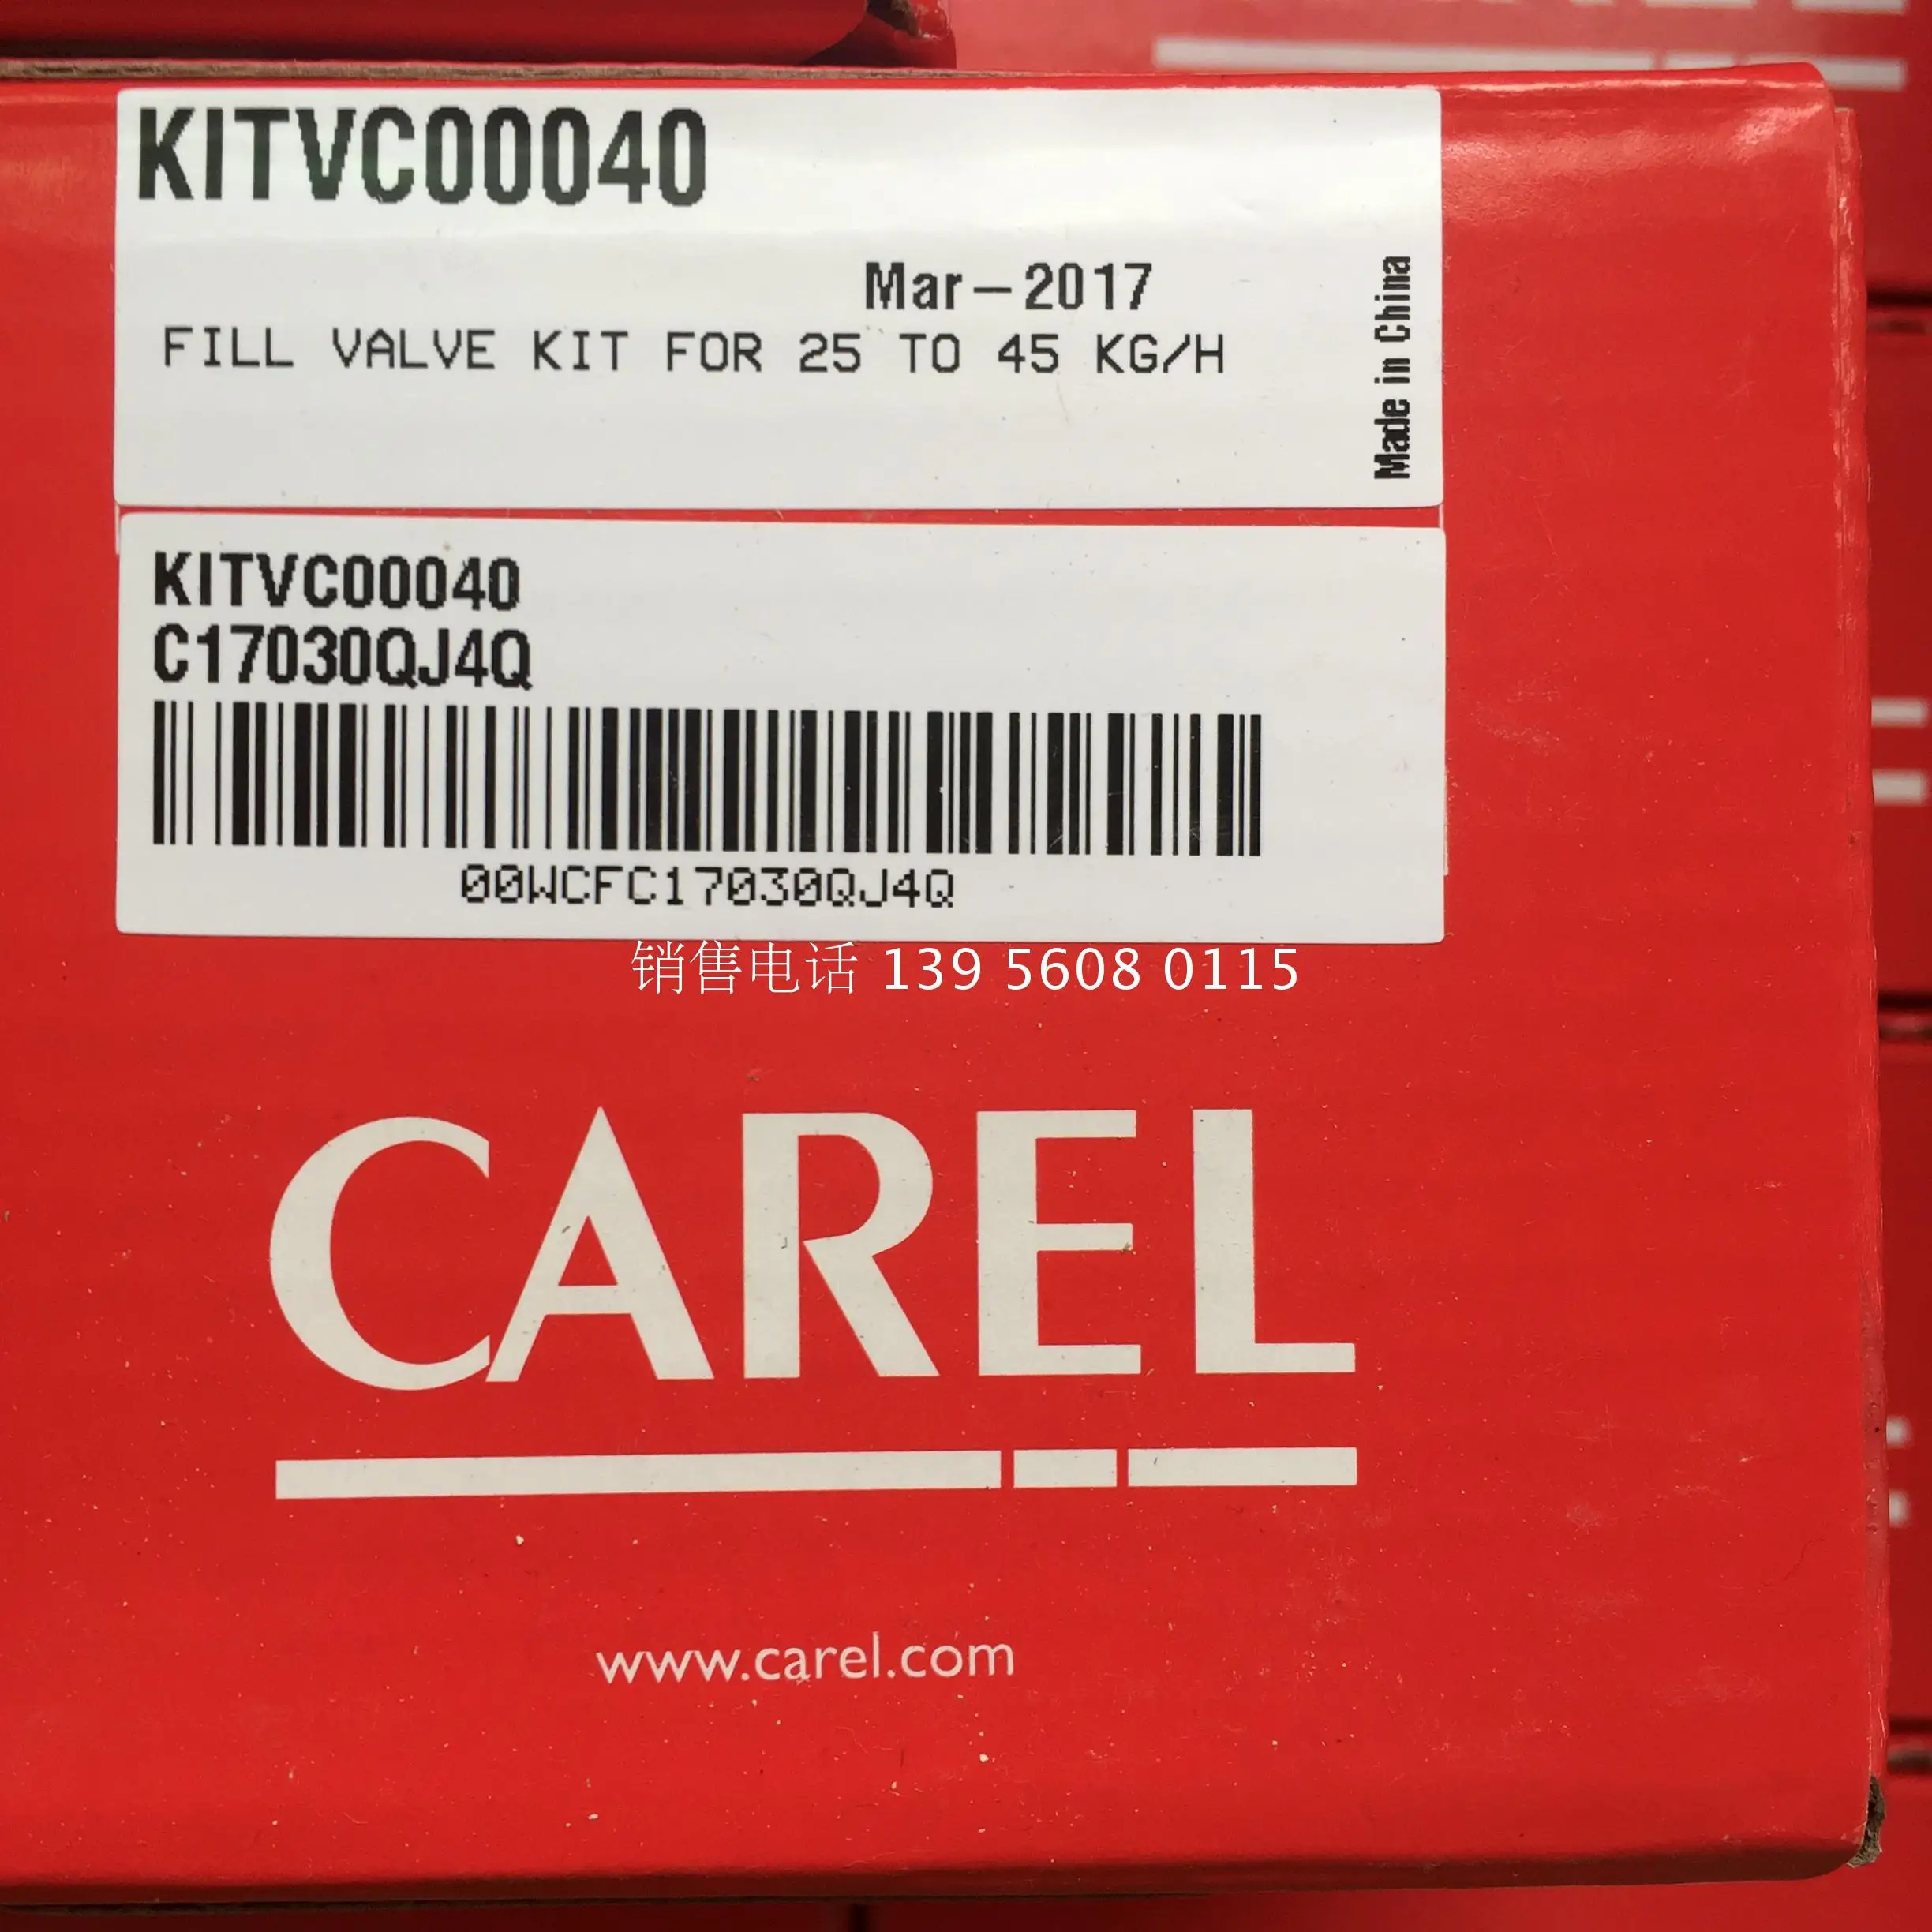 KITVC00040
Mar-2017
FILL VALVE KIT FOR 25 TO 45 KG/H
Made in China
KITVC00040
C17030QJ4Q
00WCFC17030QJ4Q
销售电话 139 5608 0115
CAREL
www.carel.com